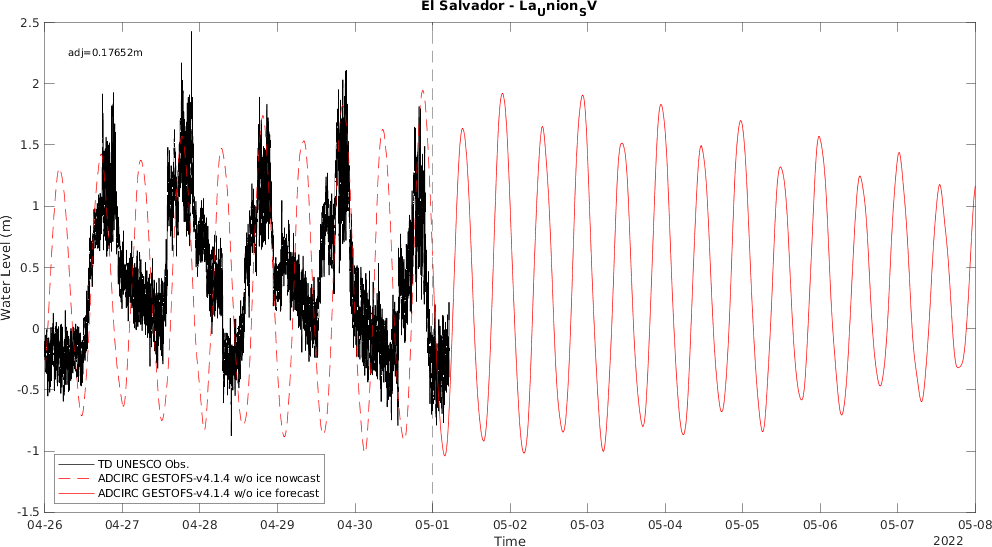 El Salvador - LaUnionSV
2.5
adj=0.17652m
2
1.5
1
0.5
0
-0.5
-1
-1.5
Water Level (m)
TD UNESCO Obs.
ADCIRC GESTOFS-v4.1.4 w/o ice nowcast
ADCIRC GESTOFS-v4.1.4 w/o ice forecast
04-26 04-27 04-28 04-29 04-30 05-01 05-02 05-03 05-04 05-05 05-06 05-07 05-08
Time
2022